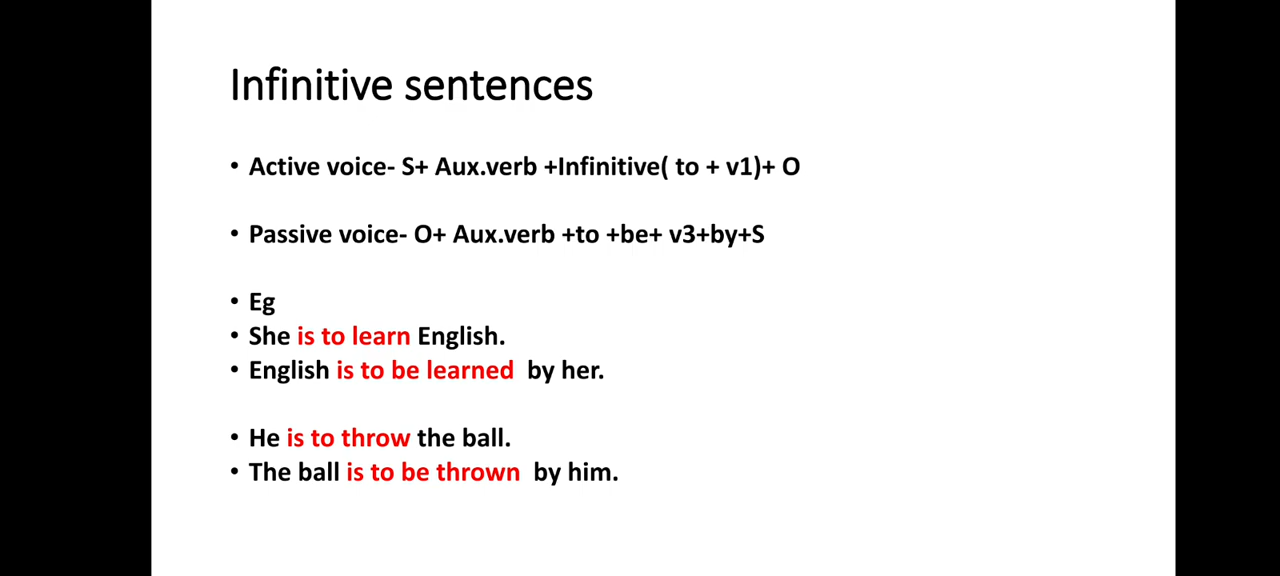 Infinitive sentences
• Active voice- S+ Aux.verb +Infinitive( to + v1)+ O
• Passive voice- O+ Aux.verb +to +be+ v3+by+S
• Eg
• She is to learn English.
• English is to be learned by her.
• He is to throw the ball.
• The ball is to be thrown by him.